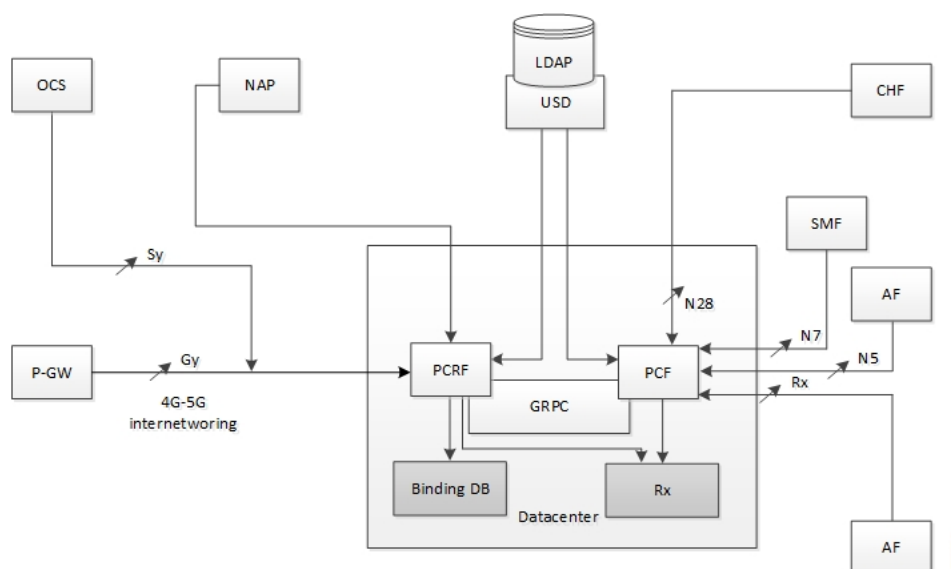 LDAP
USD
OCS
NAP
CHF
SMF
Sy
AF
N28
N7
N5
P-GW
Gy
PCRF
PCF
Rx
4G-5G
internetworing
GRPC
Binding DB
Rx
Datacenter
AF